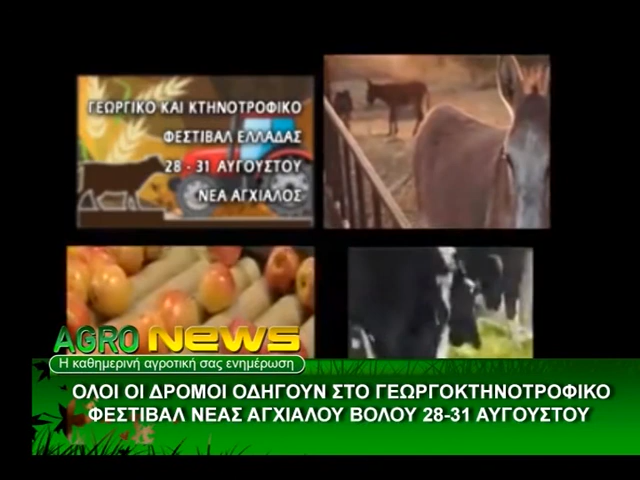 ΓΕΩΡΓΙΚΟ ΚΑΙ ΚΤΗΝΟΤΡΟΦΙΚΟ
ΦΕΣΤΙΒΑΛ ΕΛΛΑΔΑΣ
28 - 31 ΑΥΓΟΥΣΤΟΥ
ΝΕΑ ΑΓΧΙΑΛΟΣ
AGRO NEWS
Η καθημερινή αγροτική σας ενημέρωση
ΟΛΟΙ ΟΙ ΔΡΟΜΟΙ ΟΔΗΓΟΥΝ ΣΤΟ ΓΕΩΡΓΟΚΤΗΝΟΤΡΟΦΙΚΟ
ΦΕΣΤΙΒΑΛ ΝΕΑΣ ΑΓΧΙΑΛΟΥ ΒΟΛΟΥ 28-31 ΑΥΓΟΥΣΤΟΥ